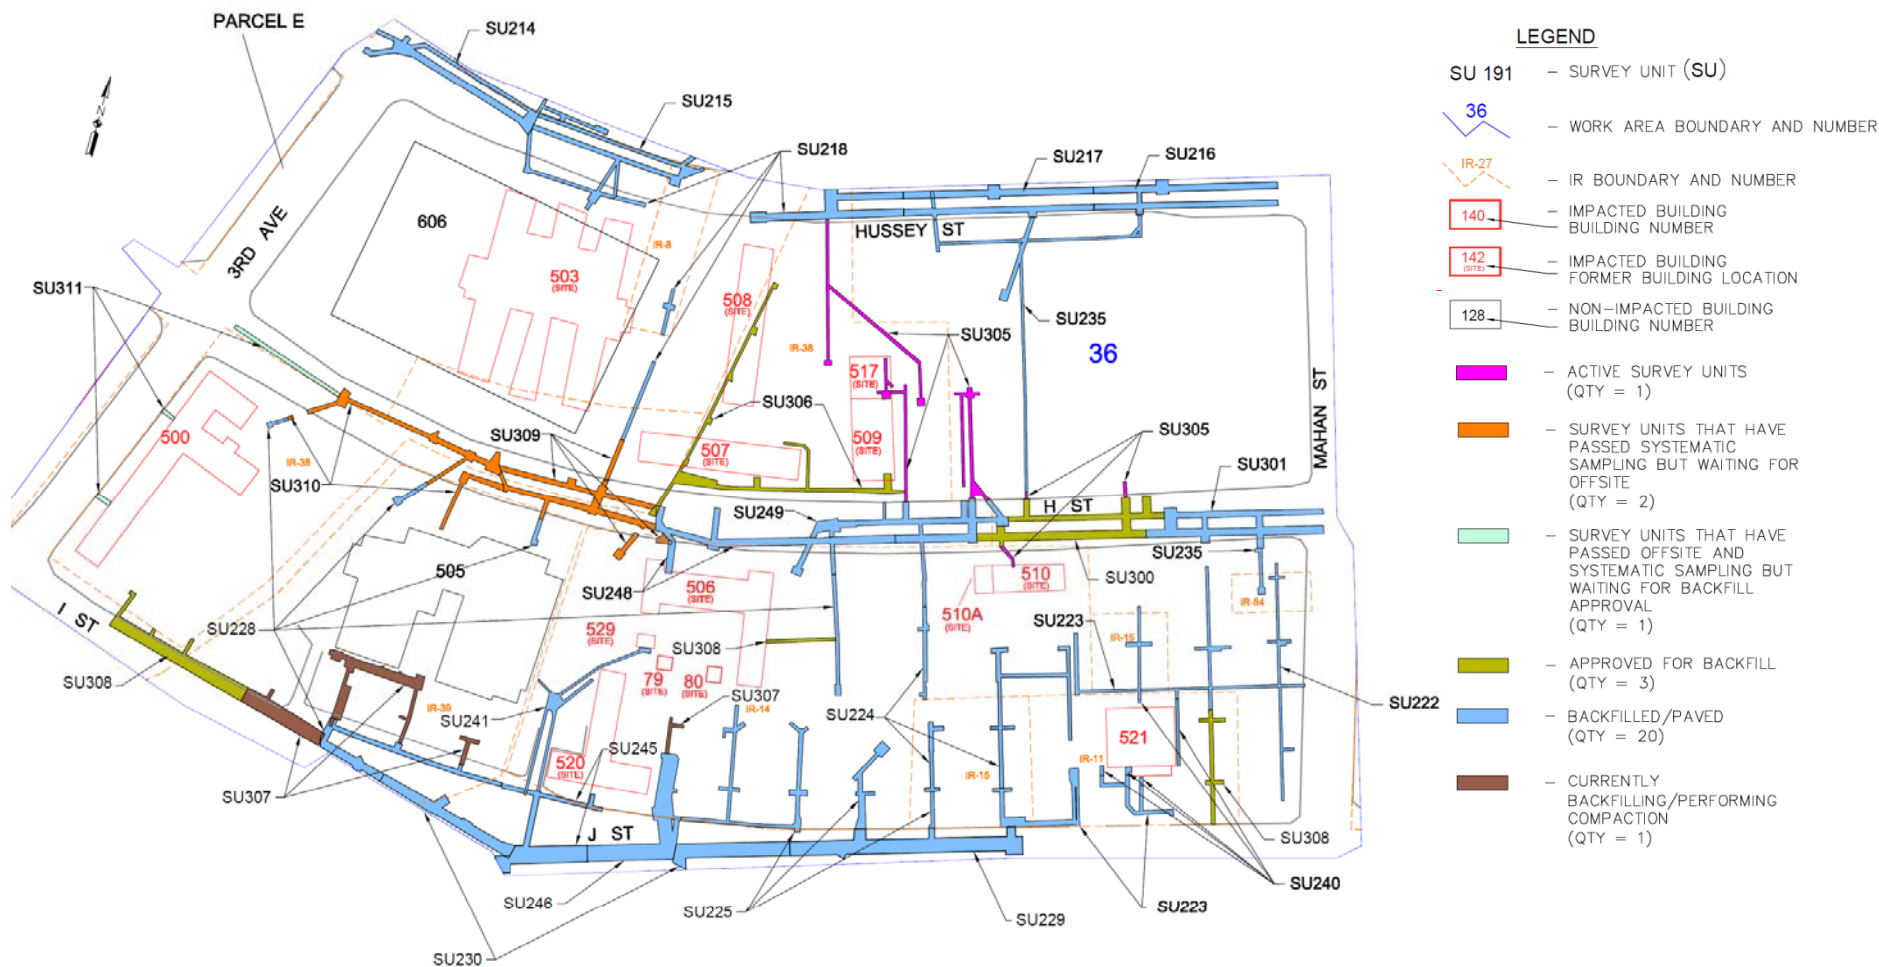 PARCEL E
SU214
SU215
SU218
SU217
SU216
N
3RD AVE
606
HUSSEY ST
IR-8
503
(SITE)
SU311
508
(SITE)
SU235
SU305
36
IR-38
517
(SITE)
MAHAN ST
SU306
500
509
(SITE)
SU309
507
(SITE)
SU305
IR-38
SU310
SU301
SU249
H ST
SU235
505
506
(SITE)
SU248
510
(SITE)
SU300
510A
(SITE)
IR-54
I ST
SU228
529
(SITE)
SU308
SU223
IR-15
SU308
79
(SITE)
80
(SITE)
SU307
SU222
IR-39
SU241
IR-14
SU224
521
SU245
520
(SITE)
IR-15
IR-11
SU307
J ST
SU308
SU240
SU246
SU225
SU229
SU223
SU230
LEGEND
SU 191 – SURVEY UNIT (SU)
36
– WORK AREA BOUNDARY AND NUMBER
IR-27
– IR BOUNDARY AND NUMBER
140
– IMPACTED BUILDING
BUILDING NUMBER
142
(SITE)
– IMPACTED BUILDING
FORMER BUILDING LOCATION
128
– NON-IMPACTED BUILDING
BUILDING NUMBER
– ACTIVE SURVEY UNITS
(QTY = 1)
– SURVEY UNITS THAT HAVE
PASSED SYSTEMATIC
SAMPLING BUT WAITING FOR
OFFSITE
(QTY = 2)
– SURVEY UNITS THAT HAVE
PASSED OFFSITE AND
SYSTEMATIC SAMPLING BUT
WAITING FOR BACKFILL
APPROVAL
(QTY = 1)
– APPROVED FOR BACKFILL
(QTY = 3)
– BACKFILLED/PAVED
(QTY = 20)
– CURRENTLY
BACKFILLING/PERFORMING
COMPACTION
(QTY = 1)